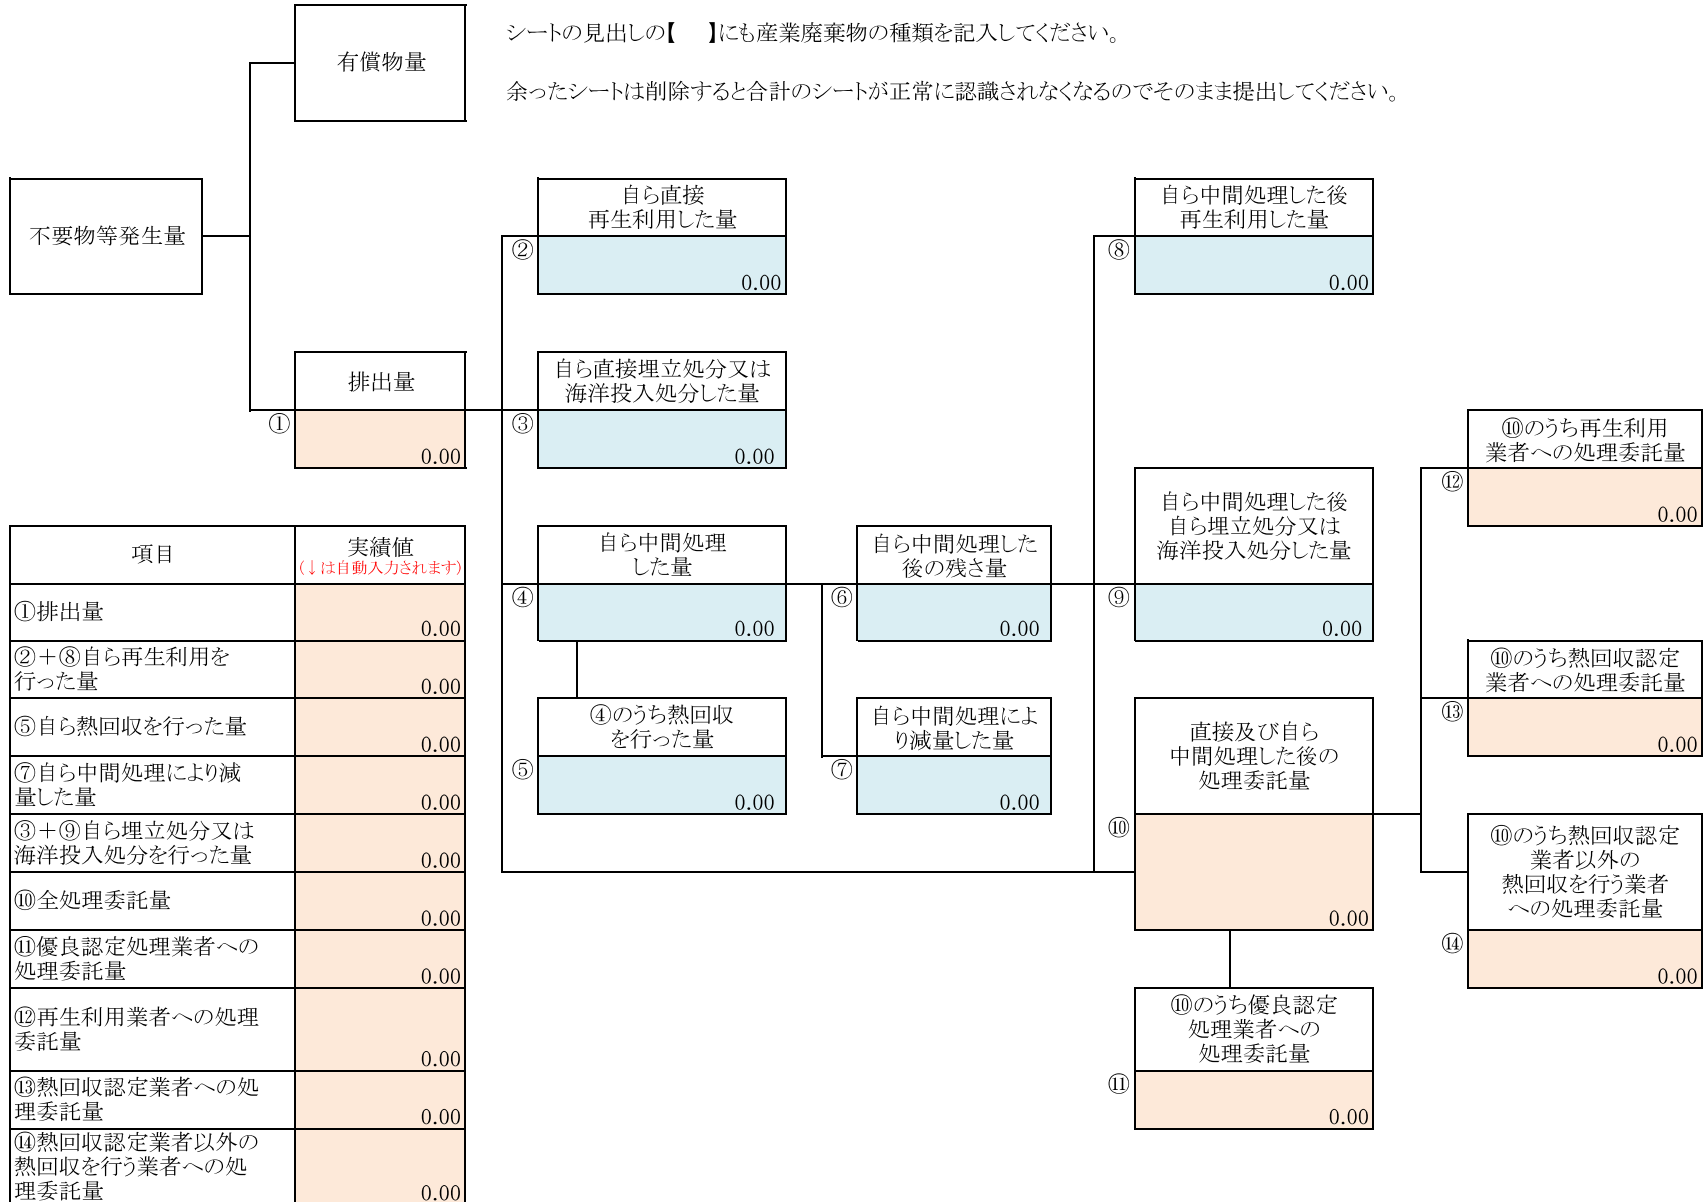 シートの見出しの【　】にも産業廃棄物の種類を記入してください。
有償物量
余ったシートは削除すると合計のシートが正常に認識されなくなるのでそのまま提出してください。
不要物等発生量
自ら直接
再生利用した量
②
0.00
自ら中間処理した後
再生利用した量
⑧
0.00
排出量
①
0.00
自ら直接埋立処分又は
海洋投入処分した量
③
0.00
⑩のうち再生利用
業者への処理委託量
⑫
0.00
自ら中間処理
した量
④
0.00
自ら中間処理した
後の残さ量
⑥
0.00
自ら中間処理した後
自ら埋立処分又は
海洋投入処分した量
⑨
0.00
⑩のうち熱回収認定
業者への処理委託量
⑬
0.00
④のうち熱回収
を行った量
⑤
0.00
自ら中間処理によ
り減量した量
⑦
0.00
直接及び自ら
中間処理した後の
処理委託量
⑩
0.00
⑩のうち熱回収認定
業者以外の
熱回収を行う業者
への処理委託量
⑭
0.00
⑩のうち優良認定
処理業者への
処理委託量
⑪
0.00
項目
実績値
（↓は自動入力されます）
①排出量
0.00
②＋⑧自ら再生利用を
行った量
0.00
⑤自ら熱回収を行った量
0.00
⑦自ら中間処理により減
量した量
0.00
③＋⑨自ら埋立処分又は
海洋投入処分を行った量
0.00
⑩全処理委託量
0.00
⑪優良認定処理業者への
処理委託量
0.00
⑫再生利用業者への処理
委託量
0.00
⑬熱回収認定業者への処
理委託量
0.00
⑭熱回収認定業者以外の
熱回収を行う業者への処
理委託量
0.00